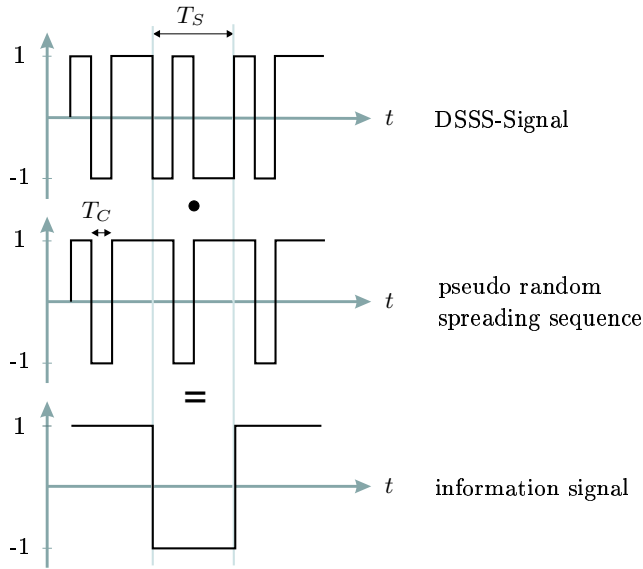 T_S
1
t
DSSS-Signal
-1
T_C
1
t
pseudo random
spreading sequence
-1
=
1
t
information signal
-1